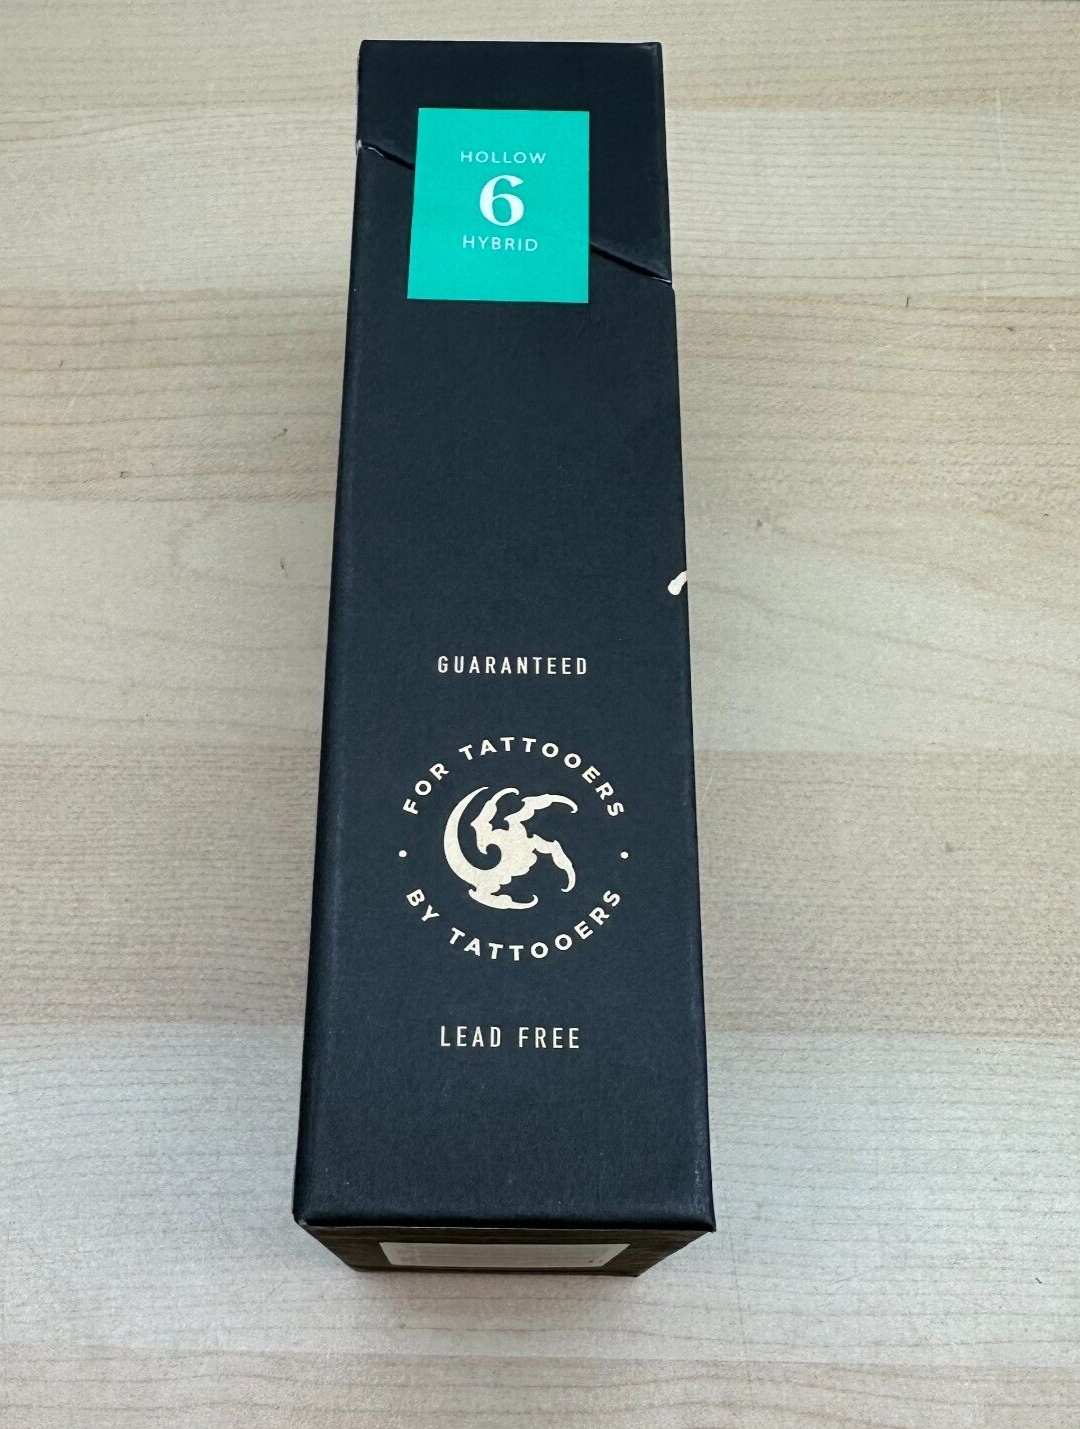 HOLLOW
6
HYBRID
GUARANTEED
FOR TATTOOERS
BY TATTOOERS
LEAD FREE